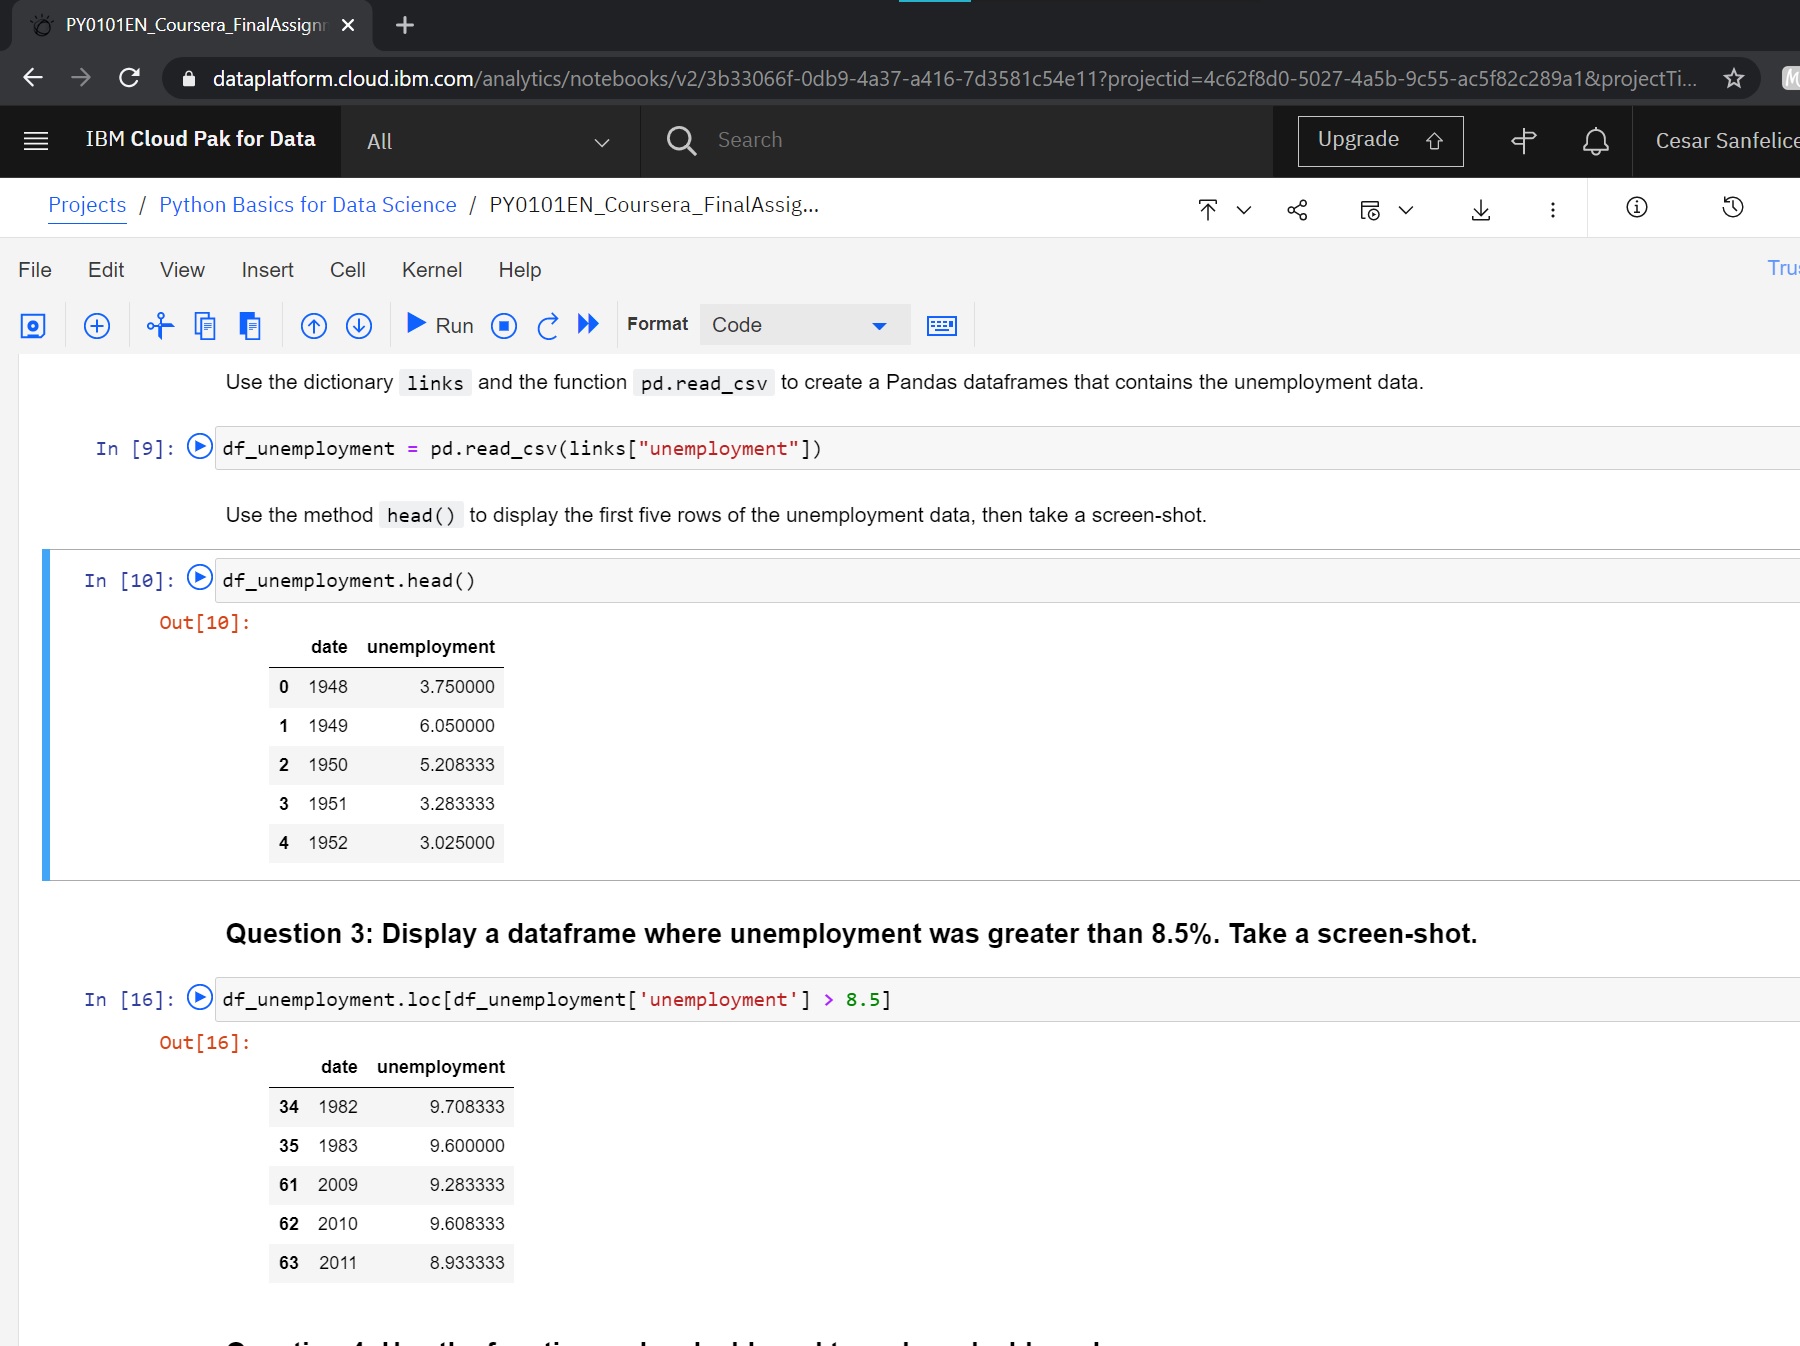 PY0101EN_Coursera_FinalAssignm
dataplatform.cloud.ibm.com/analytics/notebooks/v2/3b33066f-0db9-4a37-a416-7d3581c54e11?projectid=4c62f8d0-5027-4a5b-9c55-ac5f82c289a1&projectTi...
IBM Cloud Pak for Data All Search Upgrade Cesar Sanfelice
Projects / Python Basics for Data Science / PY0101EN_Coursera_FinalAssig...
File Edit View Insert Cell Kernel Help Trus
Run Format Code
Use the dictionary links and the function pd.read_csv to create a Pandas dataframes that contains the unemployment data.
In [9]: df_unemployment = pd.read_csv(links["unemployment"])
Use the method head() to display the first five rows of the unemployment data, then take a screen-shot.
In [10]: df_unemployment.head()
Out[10]:
date unemployment
0 1948 3.750000
1 1949 6.050000
2 1950 5.208333
3 1951 3.283333
4 1952 3.025000
Question 3: Display a dataframe where unemployment was greater than 8.5%. Take a screen-shot.
In [16]: df_unemployment.loc[df_unemployment['unemployment'] > 8.5]
Out[16]:
date unemployment
34 1982 9.708333
35 1983 9.600000
61 2009 9.283333
62 2010 9.608333
63 2011 8.933333